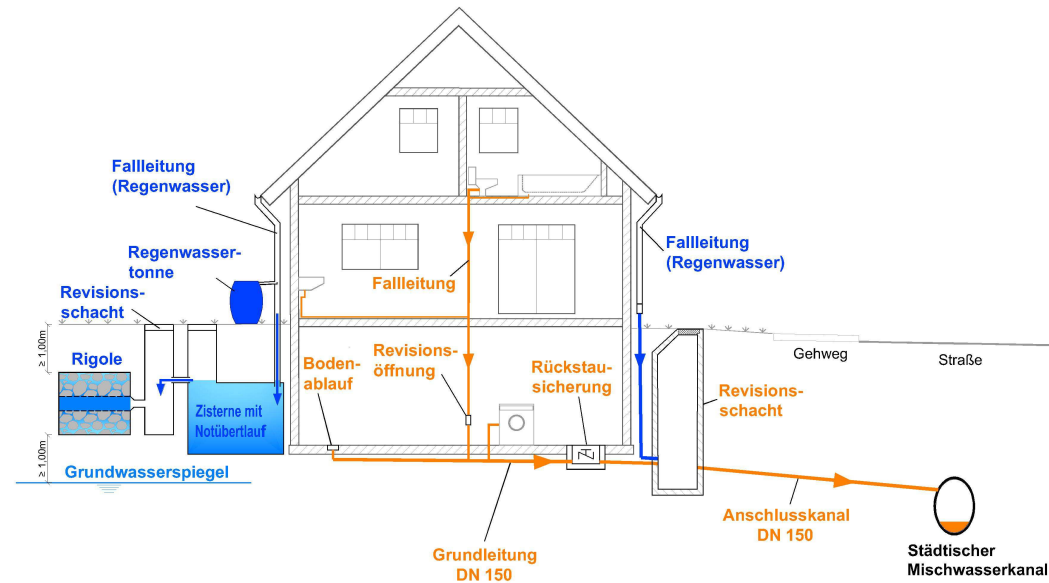 Fallleitung
(Regenwasser)
Regenwasser-
tonne
Revisions-
schacht
≥ 1,00m
Rigole
Zisterne mit
Notübertlauf
≥ 1,00m
Grundwasserspiegel
Fallleitung
Boden-
ablauf
Revisions-
öffnung
Rückstau-
sicherung
Fallleitung
(Regenwasser)
Gehweg
Straße
Revisions-
schacht
Grundleitung
DN 150
Anschlusskanal
DN 150
Städtischer
Mischwasserkanal